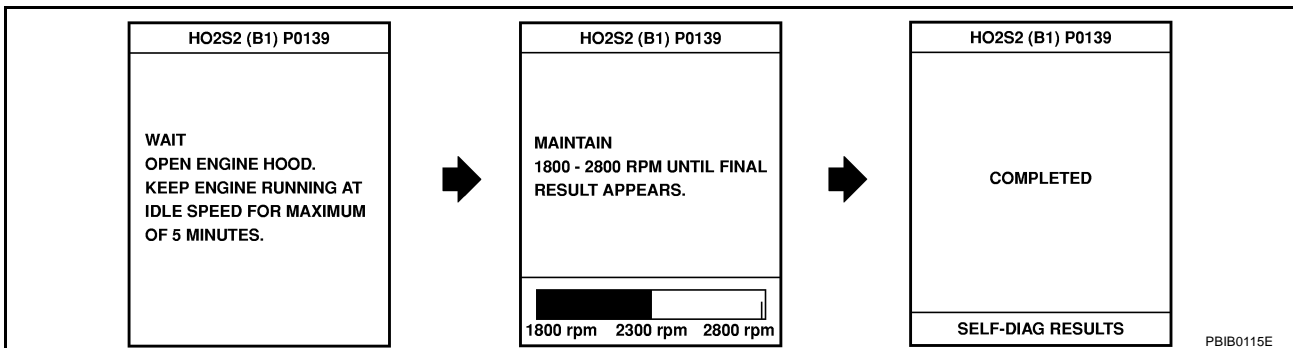 HO2S2 (B1) P0139
WAIT
OPEN ENGINE HOOD.
KEEP ENGINE RUNNING AT
IDLE SPEED FOR MAXIMUM
OF 5 MINUTES.
HO2S2 (B1) P0139
MAINTAIN
1800 - 2800 RPM UNTIL FINAL
RESULT APPEARS.
1800 rpm 2300 rpm 2800 rpm
HO2S2 (B1) P0139
COMPLETED
SELF-DIAG RESULTS
PBIB0115E